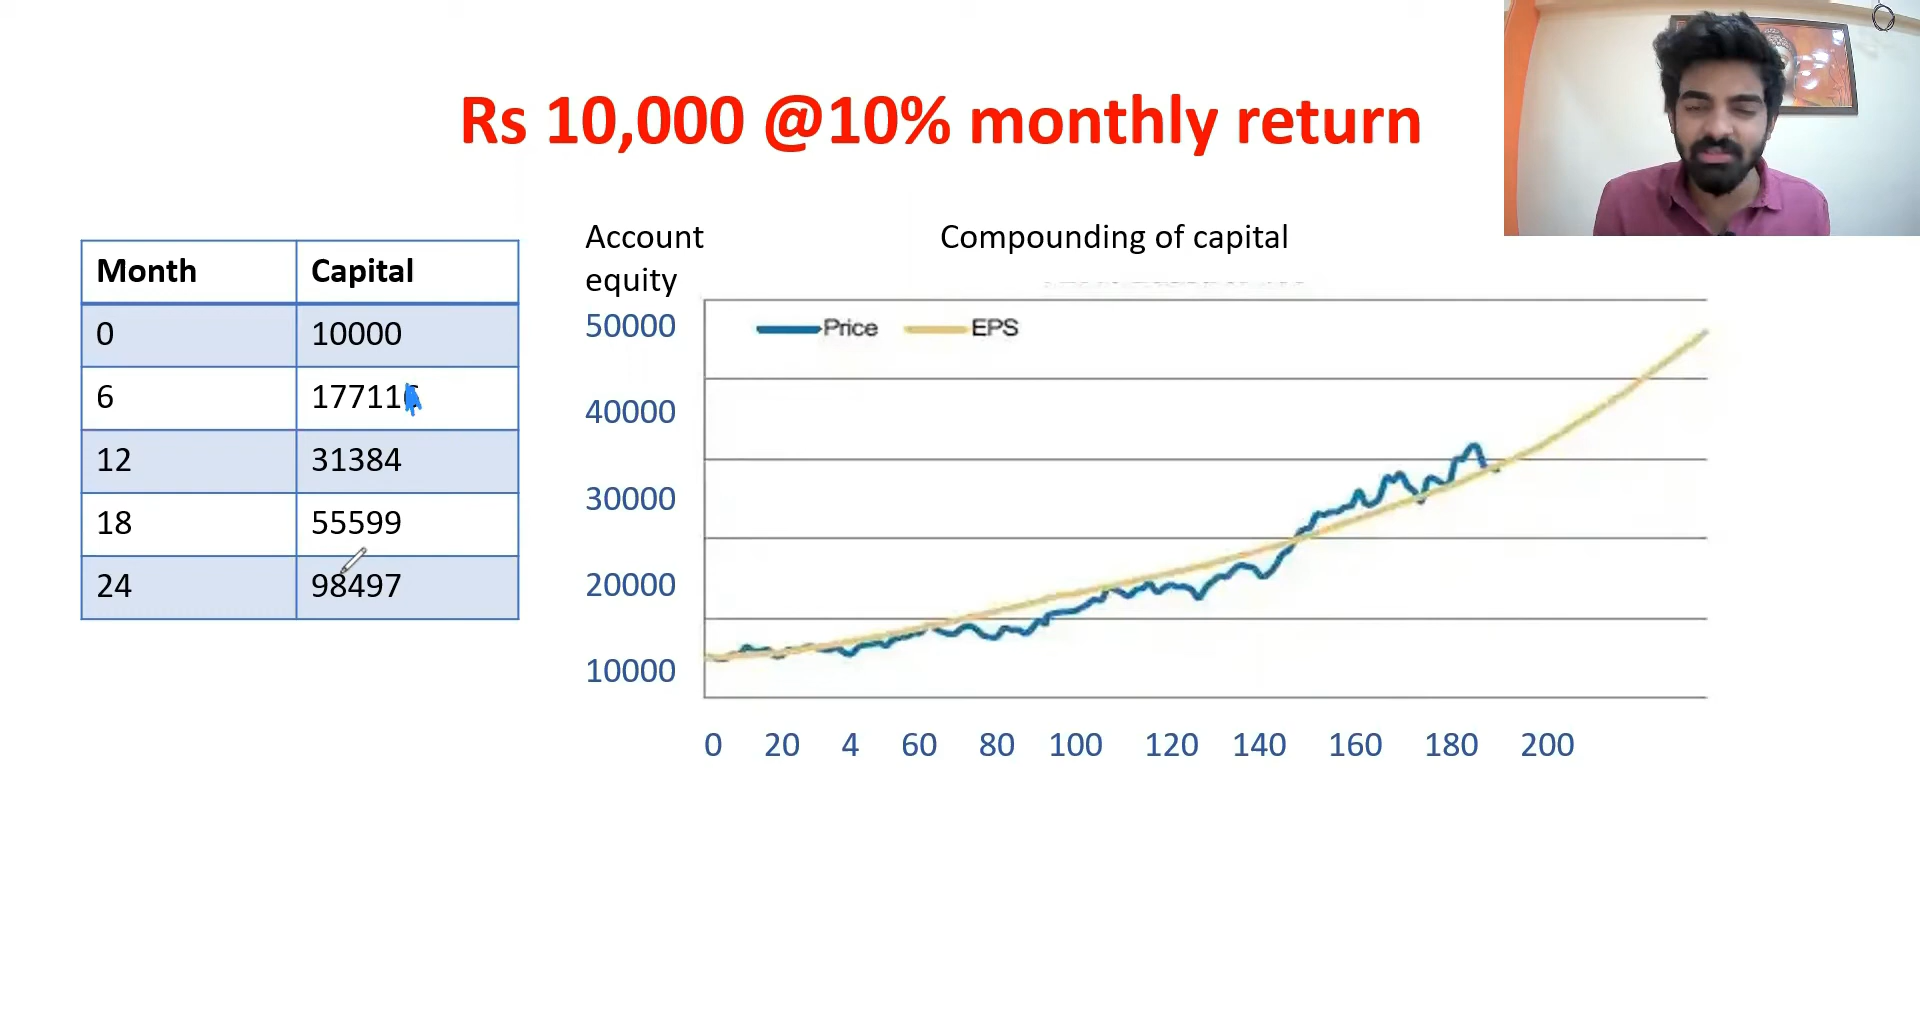 Rs 10,000 @10% monthly return
Month Capital
0 10000
6 17711
12 31384
18 55599
24 98497
Account
equity
Compounding of capital
Price EPS
50000
40000
30000
20000
10000
0 20 4 60 80 100 120 140 160 180 200